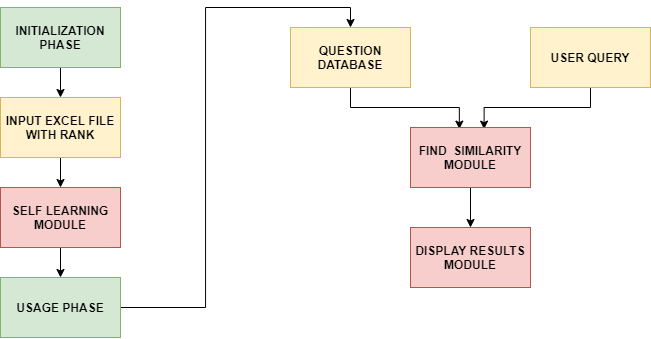 INITIALIZATION
PHASE
INPUT EXCEL FILE
WITH RANK
SELF LEARNING
MODULE
USAGE PHASE
QUESTION
DATABASE
USER QUERY
FIND SIMILARITY
MODULE
DISPLAY RESULTS
MODULE